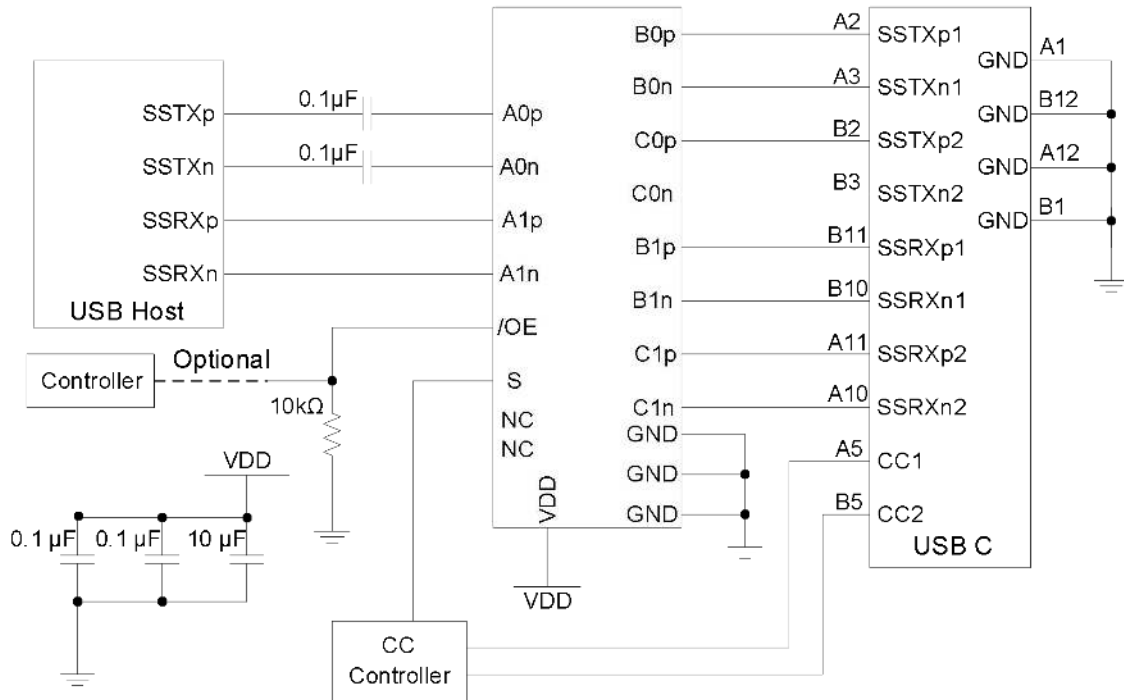 SSTXp
SSTXn
SSRXp
SSRXn
USB Host
0.1µF
0.1µF
Controller
Optional
10kΩ
VDD
0.1 µF
0.1 µF
10 µF
A0p
A0n
A1p
A1n
/OE
S
NC
NC
VDD
VDD
B0p
B0n
C0p
C0n
B1p
B1n
C1p
C1n
GND
GND
GND
CC
Controller
A2
A3
B2
B3
B11
B10
A11
A10
A5
B5
SSTXp1
SSTXn1
SSTXp2
SSTXn2
SSRXp1
SSRXn1
SSRXp2
SSRXn2
CC1
CC2
USB C
GND
GND
GND
GND
A1
B12
A12
B1